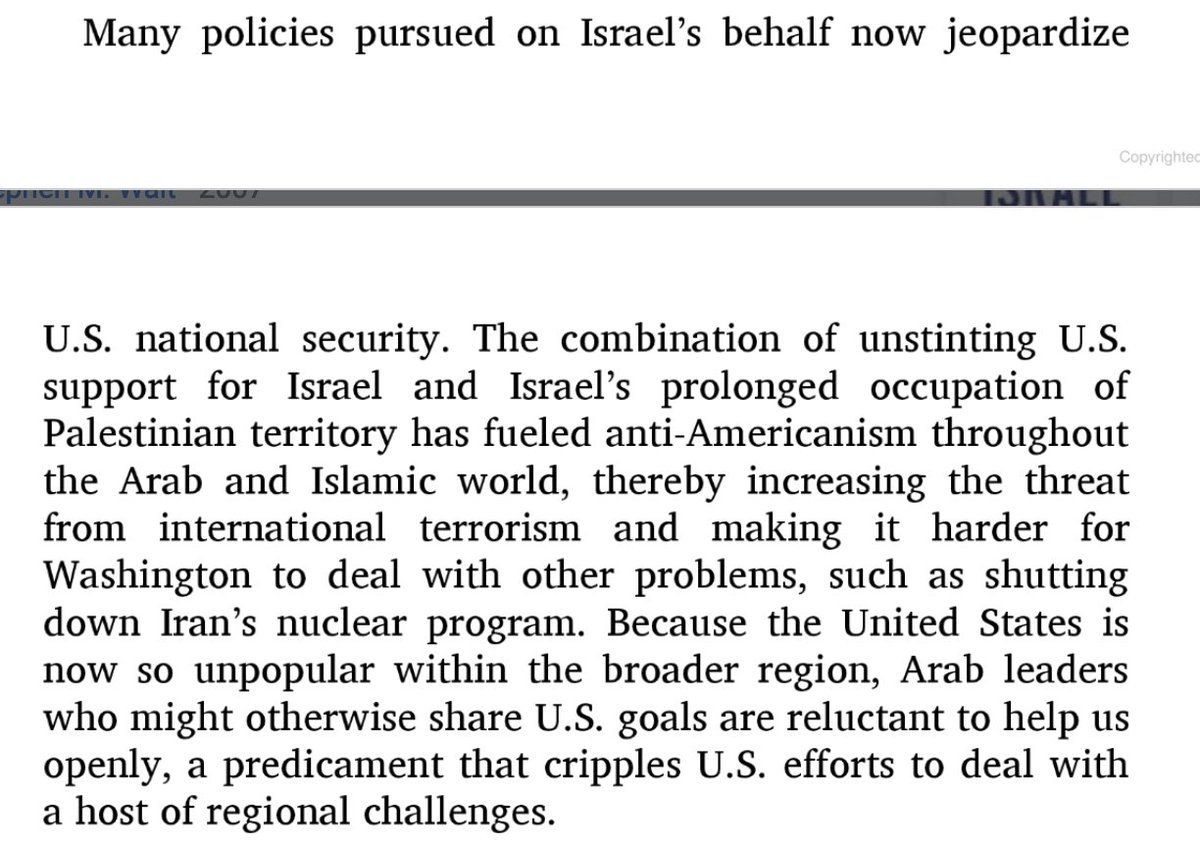 Many policies pursued on Israel’s behalf now jeopardize
Copyrighted
ephen M. Walt 2007
ISRAEL
U.S. national security. The combination of unstinting U.S.
support for Israel and Israel’s prolonged occupation of
Palestinian territory has fueled anti-Americanism throughout
the Arab and Islamic world, thereby increasing the threat
from international terrorism and making it harder for
Washington to deal with other problems, such as shutting
down Iran’s nuclear program. Because the United States is
now so unpopular within the broader region, Arab leaders
who might otherwise share U.S. goals are reluctant to help us
openly, a predicament that cripples U.S. efforts to deal with
a host of regional challenges.